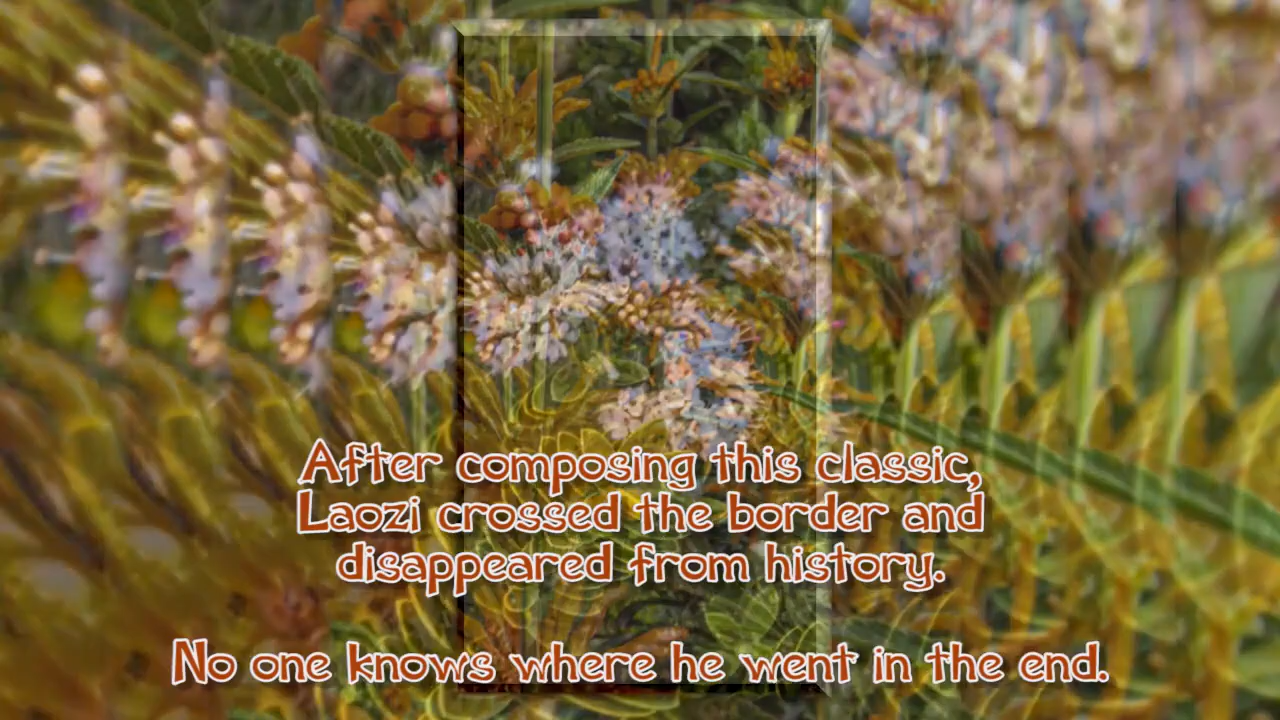 After composing this classic,
Laozi crossed the border and
disappeared from history.
No one knows where he went in the end.